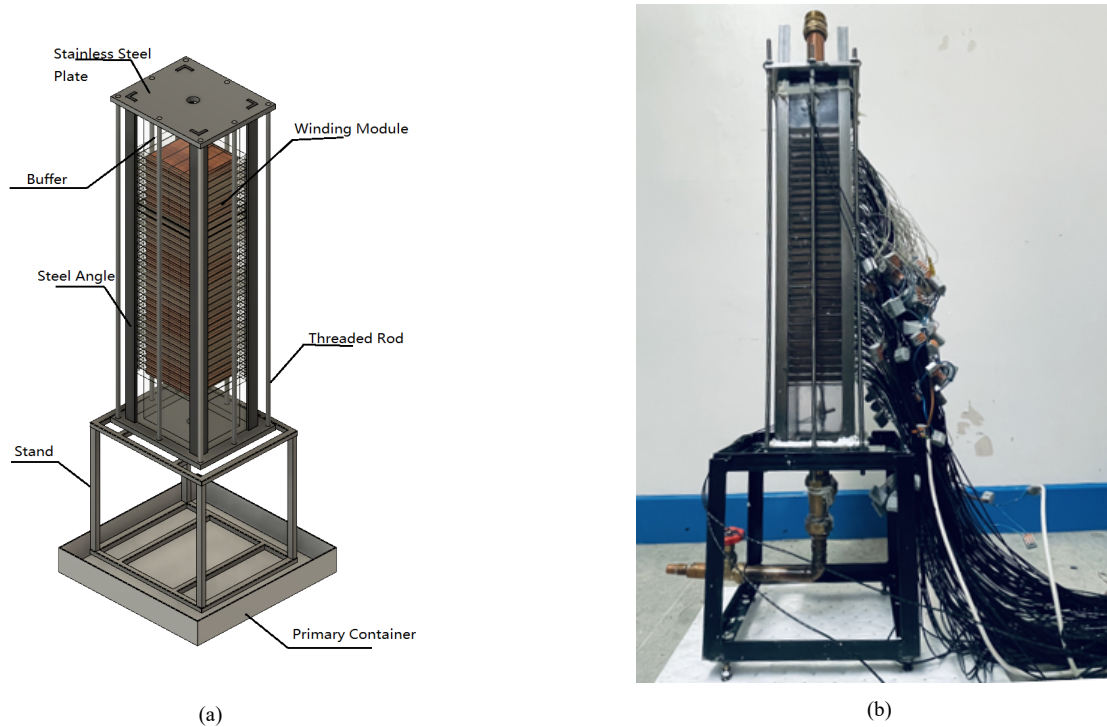 Stainless Steel
Plate
Winding Module
Buffer
Steel Angle
Threaded Rod
Stand
Primary Container
(a)
(b)